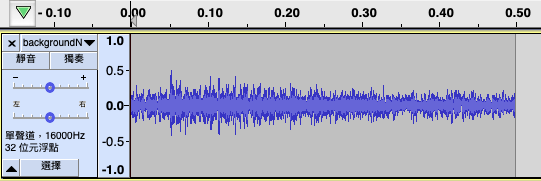 - 0.10 0.00 0.10 0.20 0.30 0.40 0.50
× backgroundN▼
靜音 獨奏
- +
左 右
單聲道，16000Hz
32 位元浮點
選擇
1.0
0.5
0.0-
-0.5
-1.0